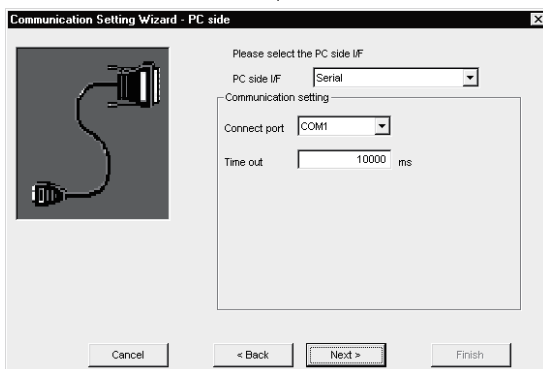 Communication Setting Wizard - PC side
Please select the PC side I/F
PC side I/F Serial
Communication setting
Connect port COM1
Time out 10000 ms
Cancel < Back Next > Finish